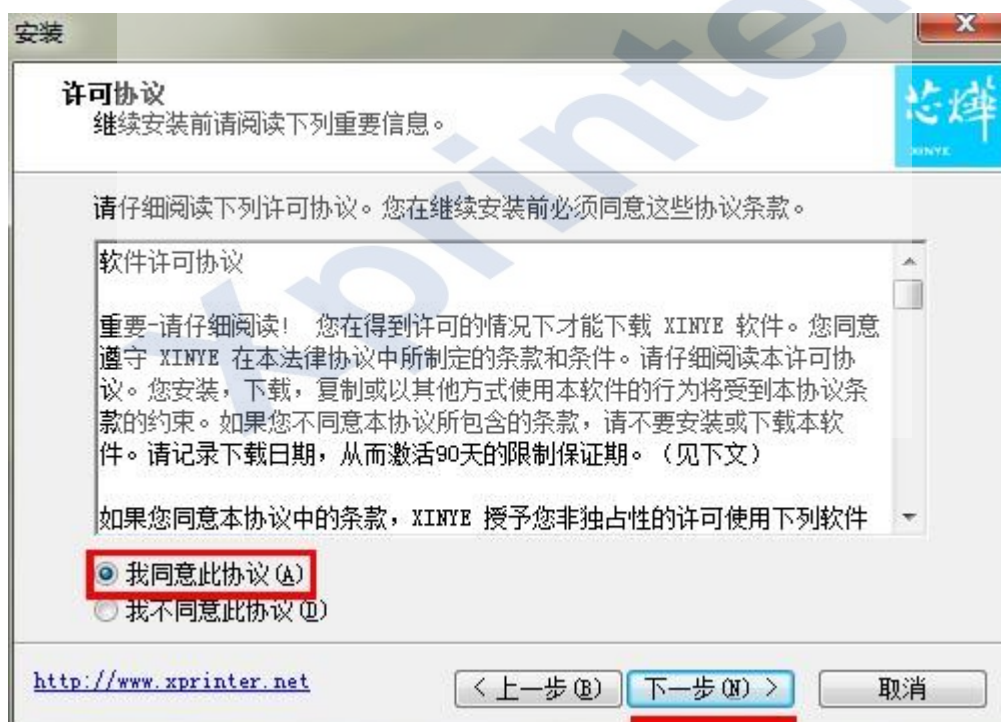 安装
许可协议
继续安装前请阅读下列重要信息。
芯烨
XINYE
请仔细阅读下列许可协议。您在继续安装前必须同意这些协议条款。
软件许可协议
重要-请仔细阅读! 您在得到许可的情况下才能下载 XINYE 软件。您同意
遵守 XINYE 在本法律协议中所制定的条款和条件。请仔细阅读本许可协
议。您安装，下载，复制或以其他方式使用本软件的行为将受到本协议条
款的约束。如果您不同意本协议所包含的条款，请不要安装或下载本软
件。请记录下载日期，从而激活90天的限制保证期。（见下文）
如果您同意本协议中的条款，XINYE 授予您非独占性的许可使用下列软件
我同意此协议(A)
我不同意此协议(D)
http://www.xprinter.net
< 上一步(B)
下一步(N) >
取消
Xprinter